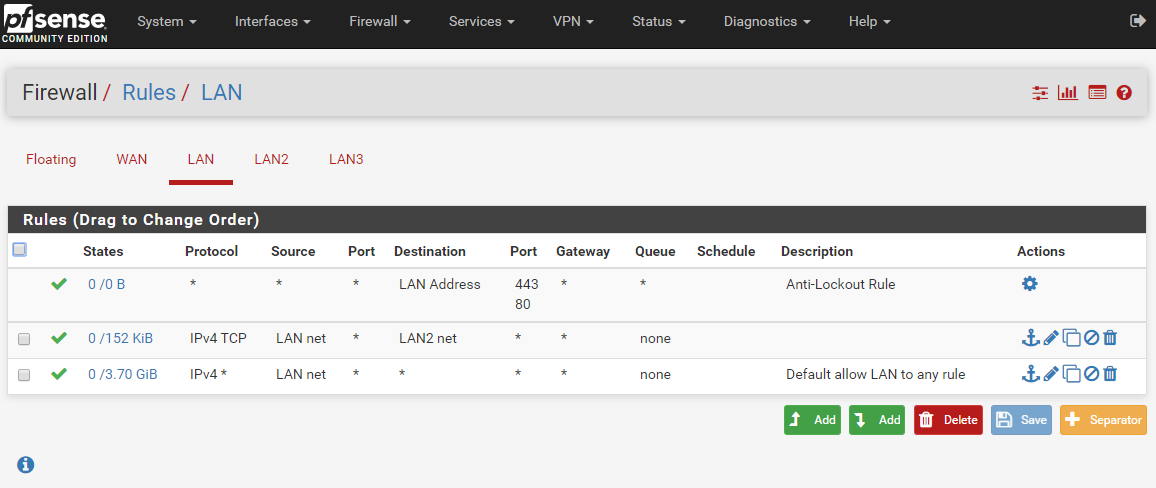 pfsense System Interfaces Firewall Services VPN Status Diagnostics Help
COMMUNITY EDITION
Firewall / Rules / LAN
Floating WAN LAN LAN2 LAN3
Rules (Drag to Change Order)
States Protocol Source Port Destination Port Gateway Queue Schedule Description Actions
0 /0 B * * * LAN Address 443 * * Anti-Lockout Rule
80
0 /152 KiB IPv4 TCP LAN net * LAN2 net * * none
0 /3.70 GiB IPv4 * LAN net * * * * none Default allow LAN to any rule
Add Add Delete Save Separator